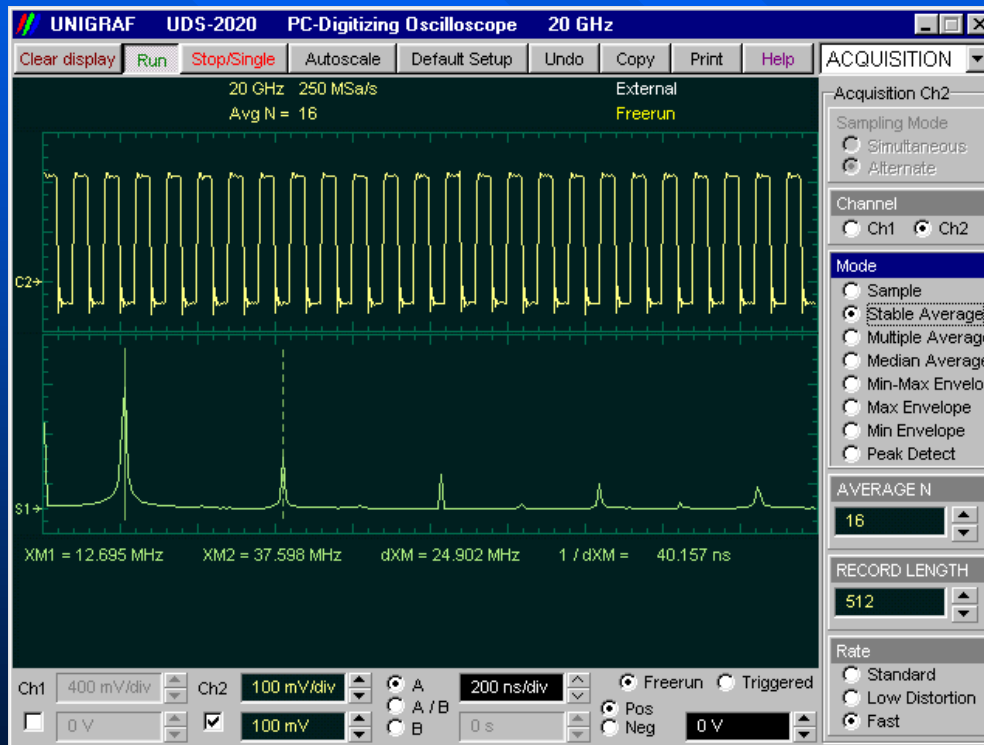 UNIGRAF UDS-2020 PC-Digitizing Oscilloscope 20 GHz
Clear display Run Stop/Single Autoscale Default Setup Undo Copy Print Help ACQUISITION
20 GHz 250 MSa/s External
Avg N = 16 Freerun
C2
S1
XM1 = 12.695 MHz XM2 = 37.598 MHz dXM = 24.902 MHz 1 / dXM = 40.157 ns
Acquisition Ch2
Sampling Mode
Simultaneous
Alternate
Channel
Ch1 Ch2
Mode
Sample
Stable Average
Multiple Average
Median Average
Min-Max Envelo
Max Envelope
Min Envelope
Peak Detect
AVERAGE N
16
RECORD LENGTH
512
Rate
Standard
Low Distortion
Fast
Ch1 400 mV/div Ch2 100 mV/div A 200 ns/div Freerun Triggered
A / B Pos
0 V 100 mV B 0 s Neg 0 V